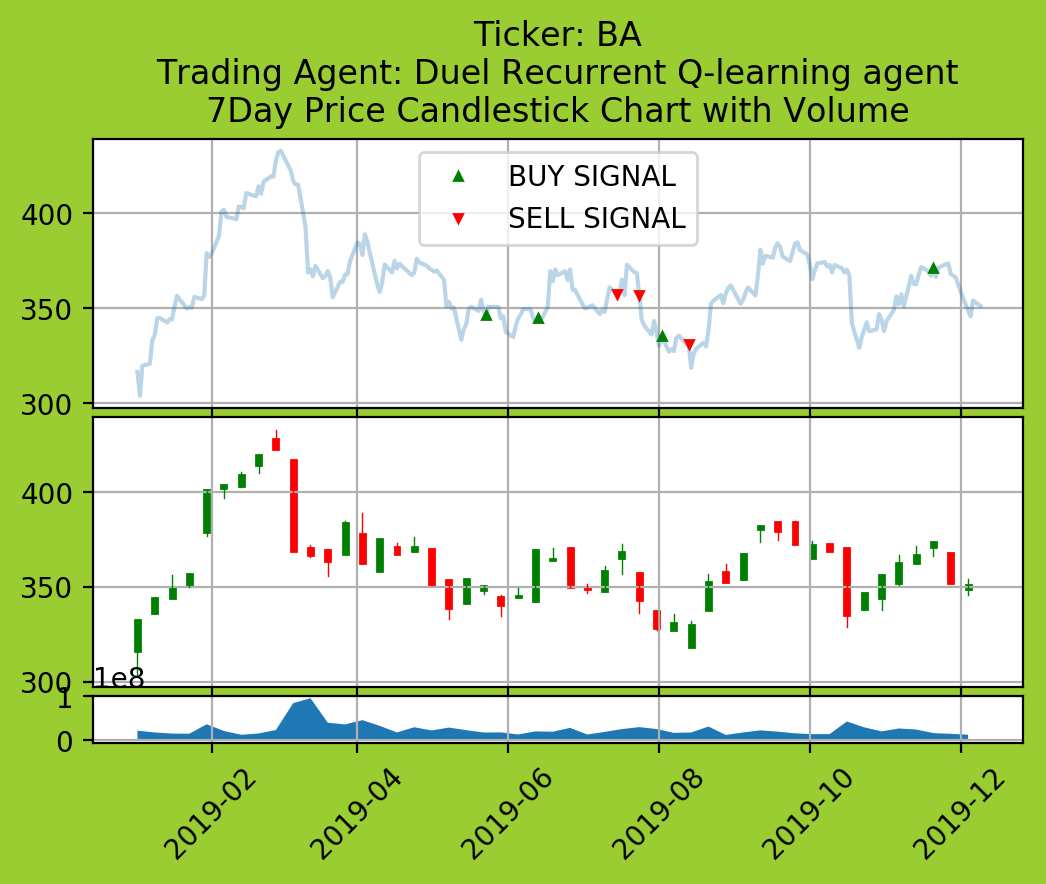 Ticker: BA
Trading Agent: Duel Recurrent Q-learning agent
7Day Price Candlestick Chart with Volume
BUY SIGNAL
SELL SIGNAL
400
350
300
400
350
300
1e8
1
0
2019-02
2019-04
2019-06
2019-08
2019-10
2019-12